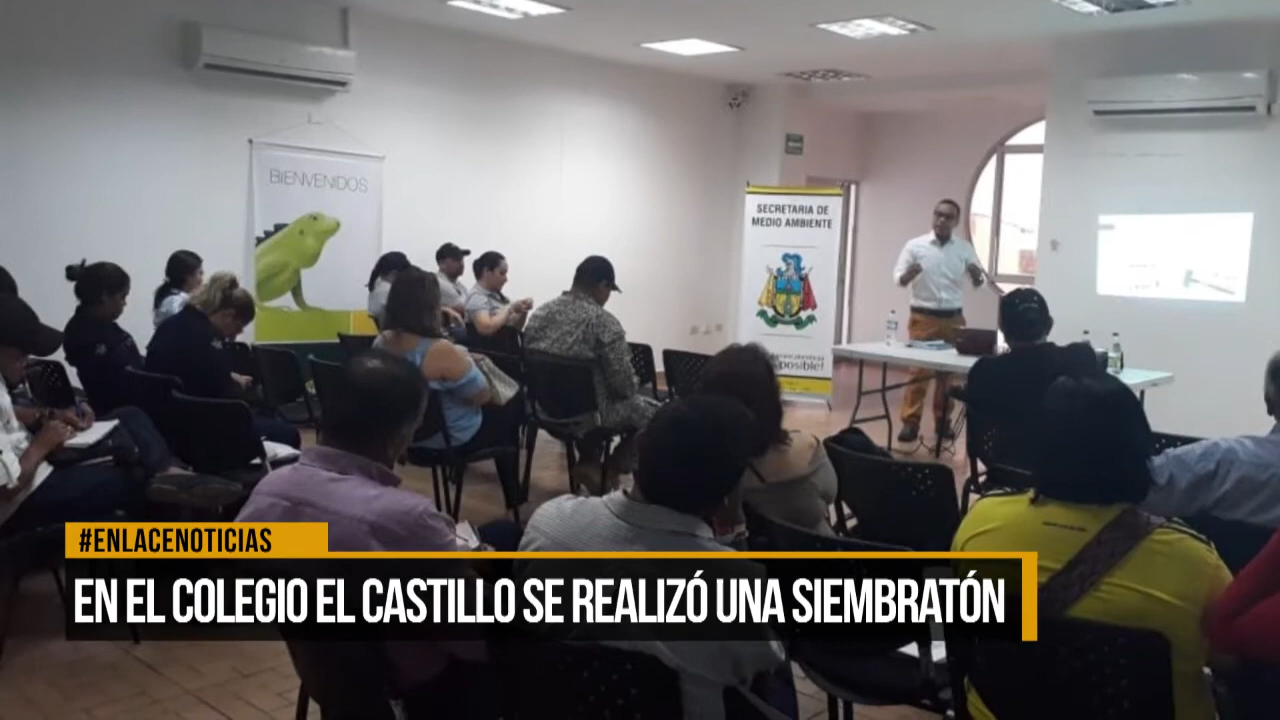 BIENVENIDOS
SECRETARIA DE
MEDIO AMBIENTE
posible!
#ENLACENOTICIAS
EN EL COLEGIO EL CASTILLO SE REALIZÓ UNA SIEMBRATÓN